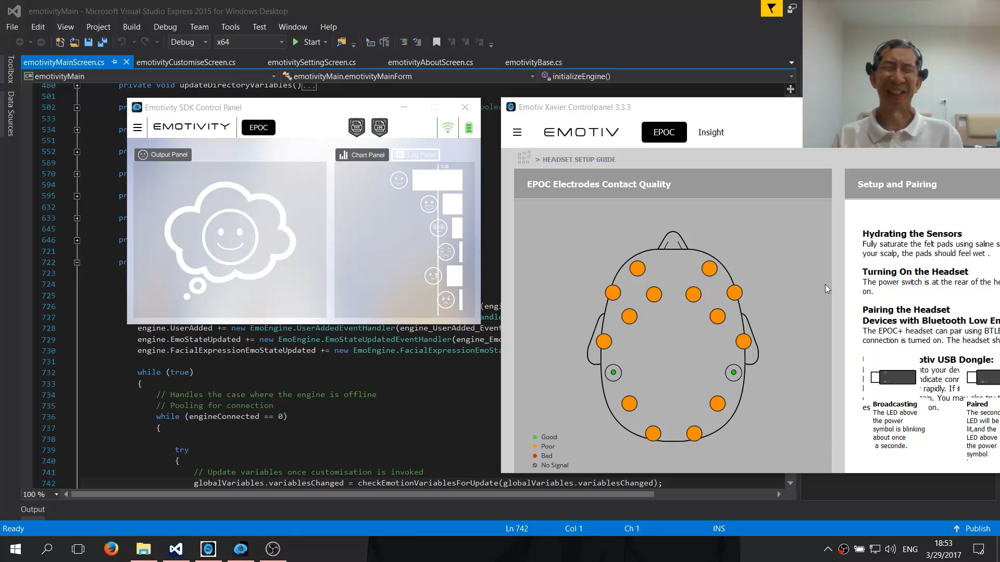 emotivityMain - Microsoft Visual Studio Express 2015 for Windows Desktop
File Edit View Project Build Debug Team Tools Test Window Help
Debug x64 Start
Toolbox
Data Sources
emotivityMainScreen.cs emotivityCustomiseScreen.cs emotivitySettingScreen.cs emotivityAboutScreen.cs emotivityBase.cs
emotivityMain emotivityMain.emotivityMainForm initializeEngine()
480 private void updateDirectoryVariables()...
501
502 pr oolea
533
534 pr
551
552 pr
569
570 pr
594
595 pr
632
633 pr
645
646 pr
721
722 pr
723
724
725
726 (engi
727 andle
728 engine.UserAdded += new EmoEngine.UserAddedEventHandler(engine_UserAdded_Event
729 engine.EmoStateUpdated += new EmoEngine.EmoStateUpdatedEventHandler(engine_Emo
730 engine.FacialExpressionEmoStateUpdated += new EmoEngine.FacialExpressionEmoSta
731
732 while (true)
733 {
734 // Handles the case where the engine is offline
735 // Pooling for connection
736 while (engineConnected == 0)
737 {
738
739 try
740 {
741 // Update variables once customisation is invoked
742 globalVariables.variablesChanged = checkEmotionVariablesForUpdate(globalVariables.variablesChanged);
100 %
Output
Ready Ln 742 Col 1 Ch 1 INS Publish
Emotivity SDK Control Panel
EMOTIVITY EPOC TXT LOG
Output Panel Chart Panel Log Panel
0.25
Emotiv Xavier Controlpanel 3.3.3
EMOTIV EPOC Insight
> HEADSET SETUP GUIDE
EPOC Electrodes Contact Quality
Good
Poor
Bad
No Signal
Setup and Pairing
Hydrating the Sensors
Fully saturate the felt pads using saline s
your scalp, the pads should feel wet .
Turning On the Headset
The power switch is at the rear of the he
on.
Pairing the Headset
Devices with Bluetooth Low En
The EPOC+ headset can pair using BTLE
connection is turned on. The headset sh
otiv USB Dongle:
nto your dev
ndicate conn
rapidly. If it
on.
Broadcasting
The LED above
the power
symbol is blinking
about once
a seconde.
Paired
The second
LED will be
lit,and the
LED above
the power
symbol
ENG
18:53
3/29/2017